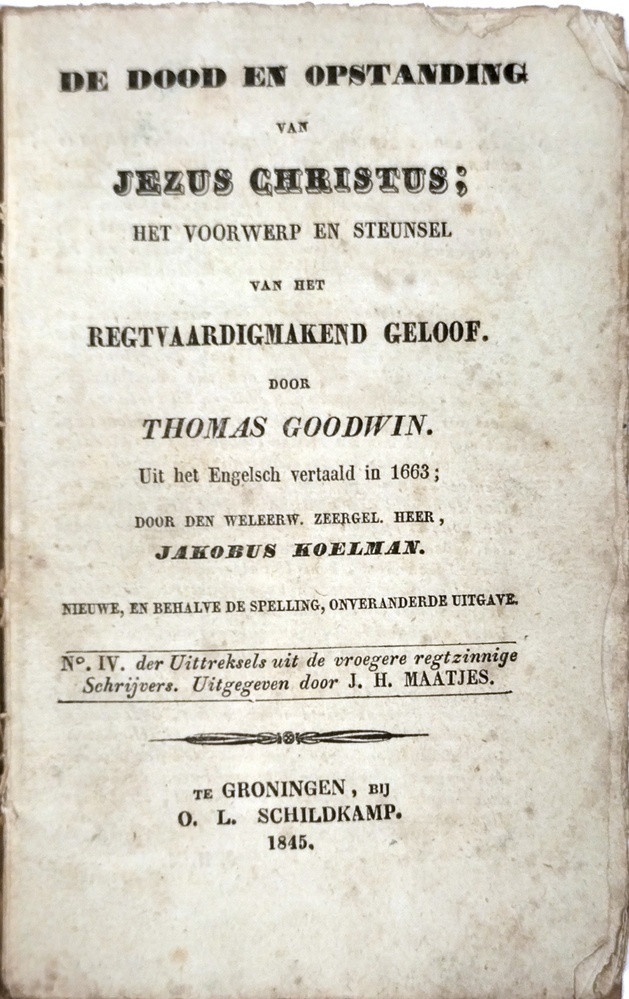 DE DOOD EN OPSTANDING
VAN
JEZUS CHRISTUS;
HET VOORWERP EN STEUNSEL
VAN HET
REGTVAARDIGMAKEND GELOOF.
DOOR
THOMAS GOODWIN.
Uit het Engelsch vertaald in 1663;
DOOR DEN WELEERW. ZEERGEL. HEER,
JAKOBUS KOELMAN.
NIEUWE, EN BEHALVE DE SPELLING, ONVERANDERDE UITGAVE.
No. IV. der Uittreksels uit de vroegere regtzinnige
Schrijvers. Uitgegeven door J. H. MAATJES.
TE GRONINGEN, BIJ
O. L. SCHILDKAMP.
1845.